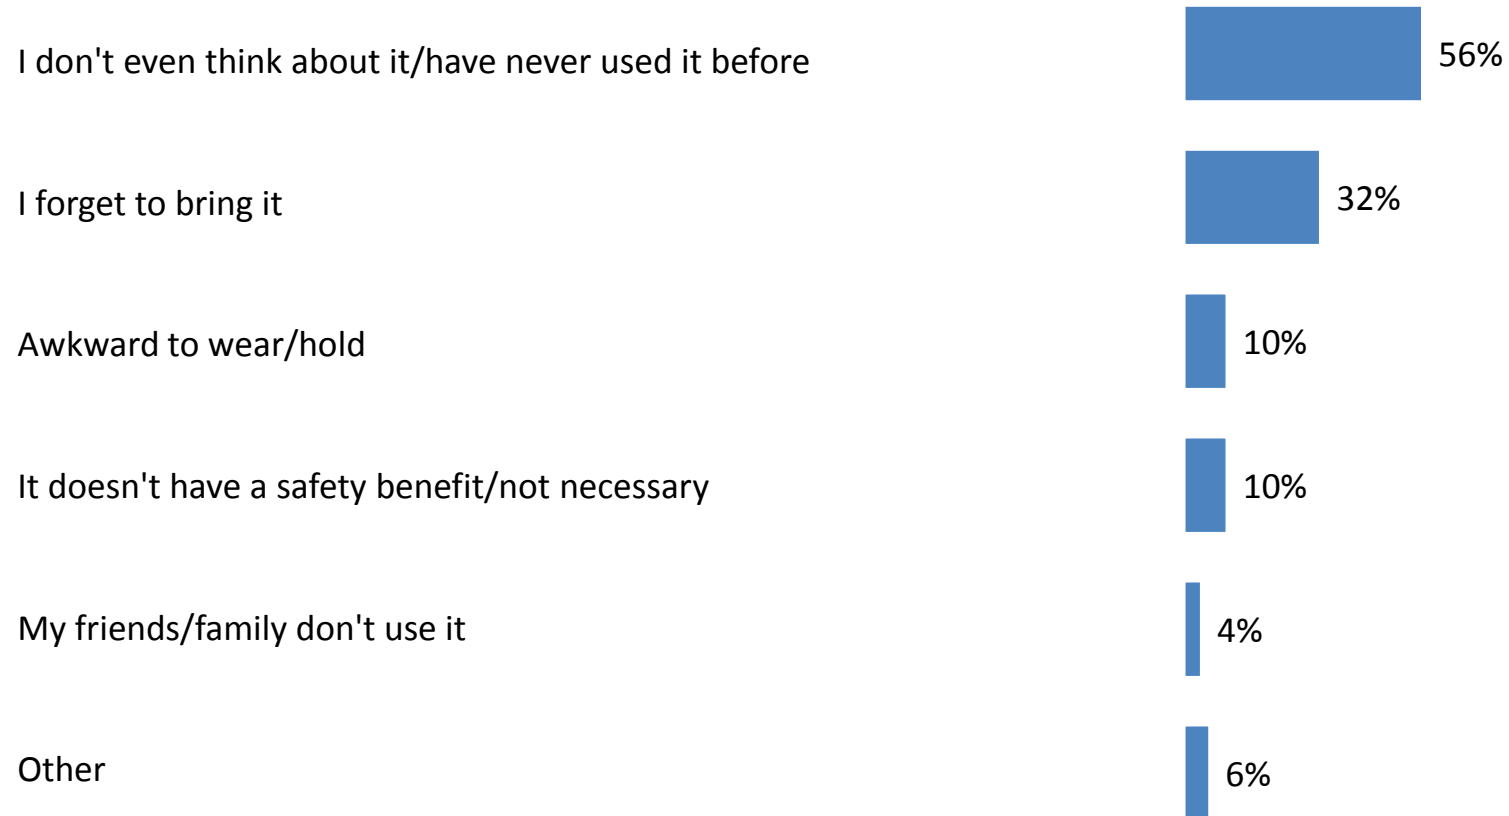 I don't even think about it/have never used it before 56%
I forget to bring it 32%
Awkward to wear/hold 10%
It doesn't have a safety benefit/not necessary 10%
My friends/family don't use it 4%
Other 6%